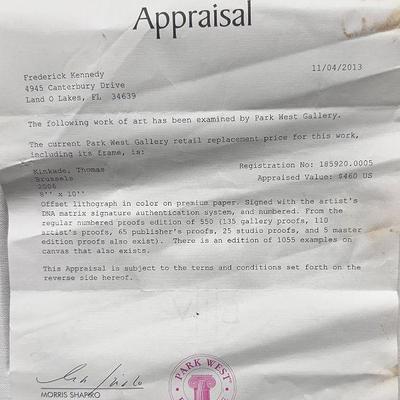 Appraisal
11/04/2013
Frederick Kennedy
4945 Canterbury Drive
Land O Lakes, FL 34639
The following work of art has been examined by Park West Gallery.
The current Park West Gallery retail replacement price for this work,
including its frame, is:
Kinkade, Thomas
Registration No: 185920.0005
Brussels
Appraised Value: $460 US
2006
8'' x 10''
Offset lithograph in color on premium paper. Signed with the artist's
DNA matrix signature authentication system, and numbered. From the
regular numbered proofs edition of 550 (135 gallery proofs, 110
artist's proofs, 65 publisher's proofs, 25 studio proofs, and 5 master
edition proofs also exist). There is an edition of 1055 examples on
canvas that also exists.
This Appraisal is subject to the terms and conditions set forth on the
reverse side hereof.
PARK WEST
MORRIS SHAPIRO